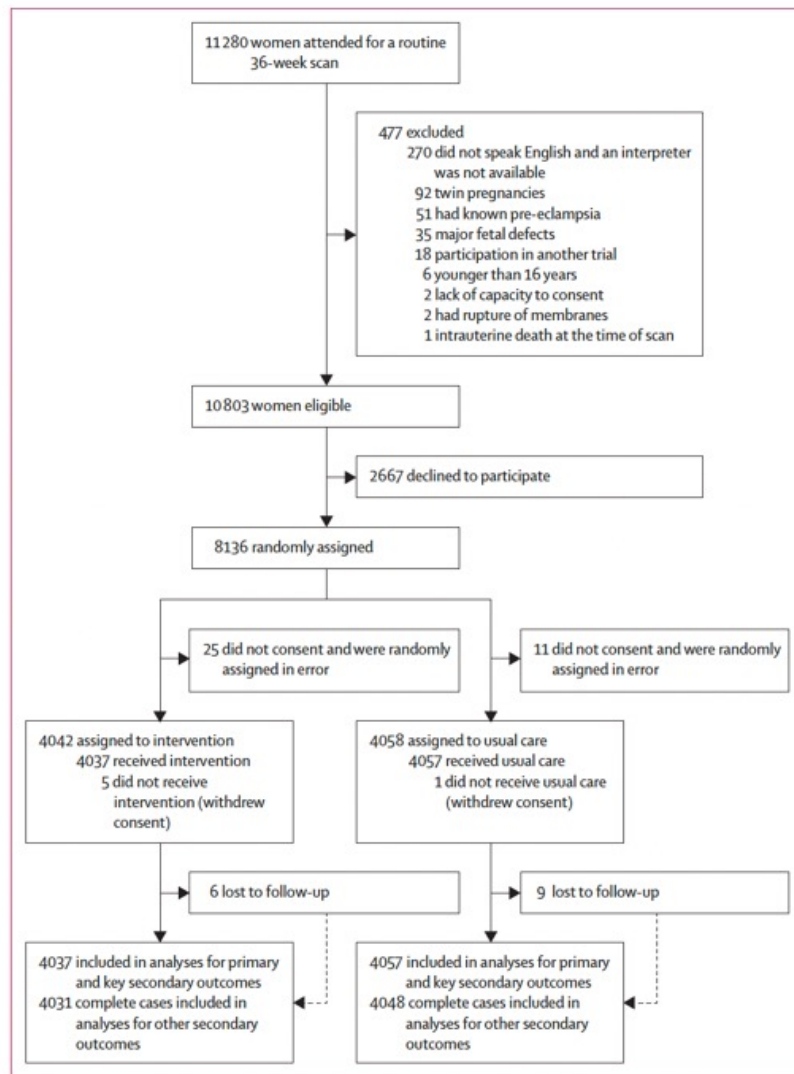 11 280 women attended for a routine
36-week scan
477 excluded
270 did not speak English and an interpreter
was not available
92 twin pregnancies
51 had known pre-eclampsia
35 major fetal defects
18 participation in another trial
6 younger than 16 years
2 lack of capacity to consent
2 had rupture of membranes
1 intrauterine death at the time of scan
10 803 women eligible
2667 declined to participate
8136 randomly assigned
25 did not consent and were randomly
assigned in error
11 did not consent and were randomly
assigned in error
4042 assigned to intervention
4037 received intervention
5 did not receive
intervention (withdrew
consent)
4058 assigned to usual care
4057 received usual care
1 did not receive usual care
(withdrew consent)
6 lost to follow-up
9 lost to follow-up
4037 included in analyses for primary
and key secondary outcomes
4031 complete cases included in
analyses for other secondary
outcomes
4057 included in analyses for primary
and key secondary outcomes
4048 complete cases included in
analyses for other secondary
outcomes